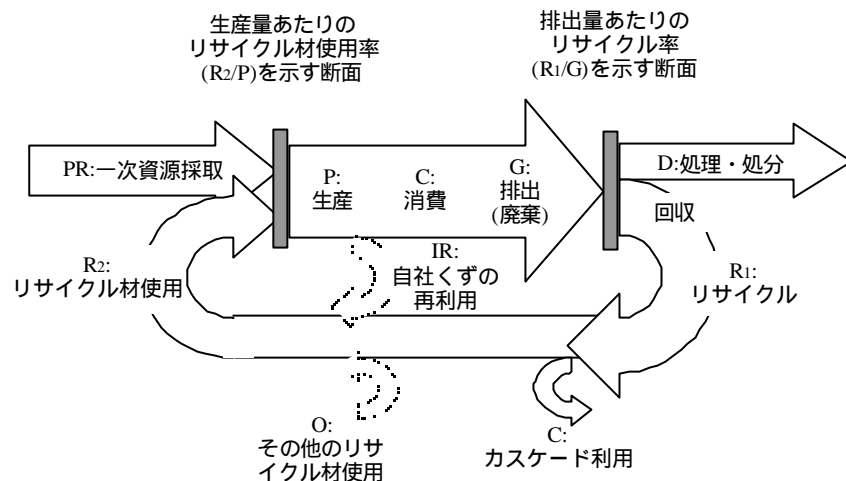 生産量あたりの
リサイクル材使用率
(R2/P)を示す断面
排出量あたりの
リサイクル率
(R1/G)を示す断面
PR:一次資源採取
P:
生産
C:
消費
G:
排出
(廃棄)
D:処理・処分
回収
R2:
リサイクル材使用
IR:
自社くずの
再利用
R1:
リサイクル
O:
その他のリサ
イクル材使用
C:
カスケード利用